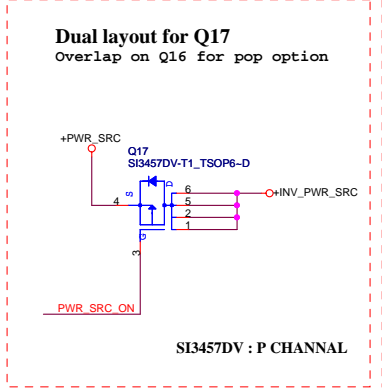 Dual layout for Q17
Overlap on Q16 for pop option
+PWR_SRC
Q17
SI3457DV-T1_TSOP6~D
S
D
G
4
6
5
2
1
3
+INV_PWR_SRC
PWR_SRC_ON
SI3457DV : P CHANNAL